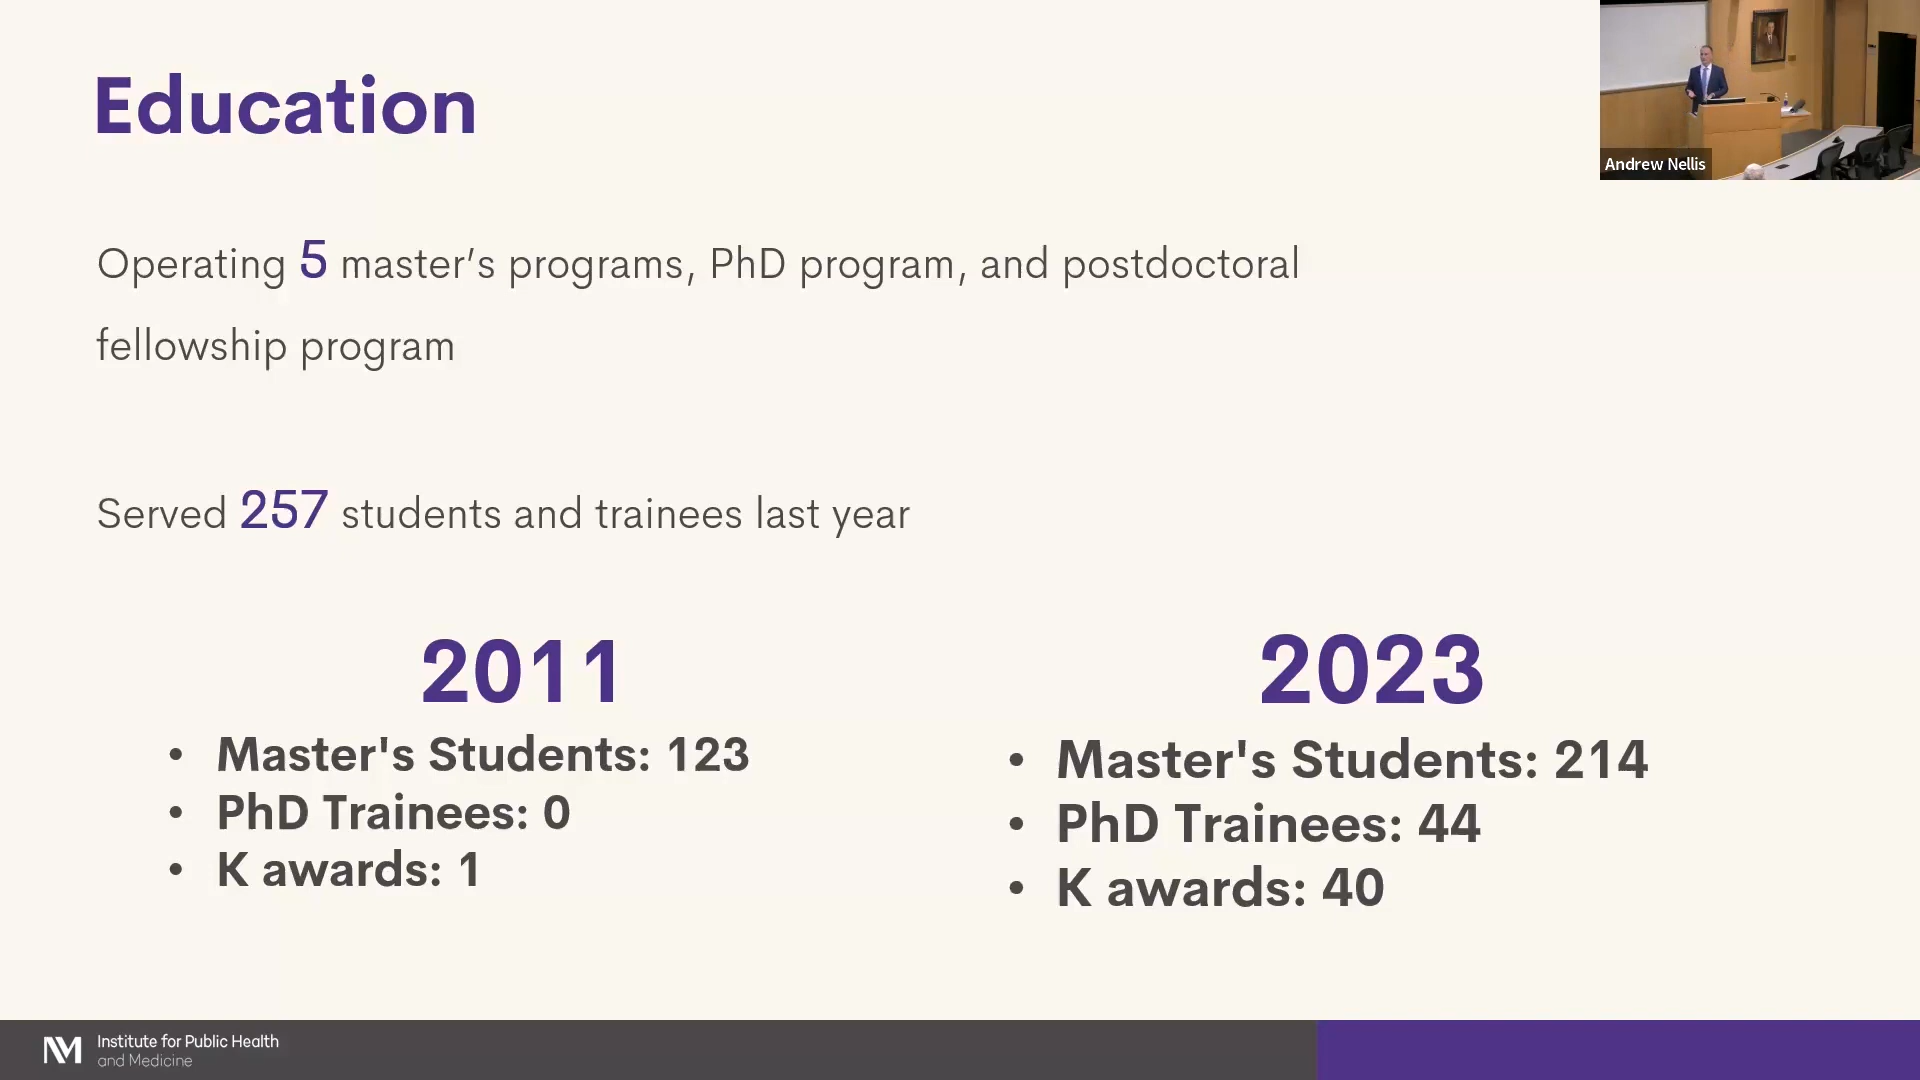 Education
Andrew Nellis
Operating 5 master’s programs, PhD program, and postdoctoral
fellowship program
Served 257 students and trainees last year
2011
• Master's Students: 123
• PhD Trainees: 0
• K awards: 1
2023
• Master's Students: 214
• PhD Trainees: 44
• K awards: 40
NM
Institute for Public Health
and Medicine